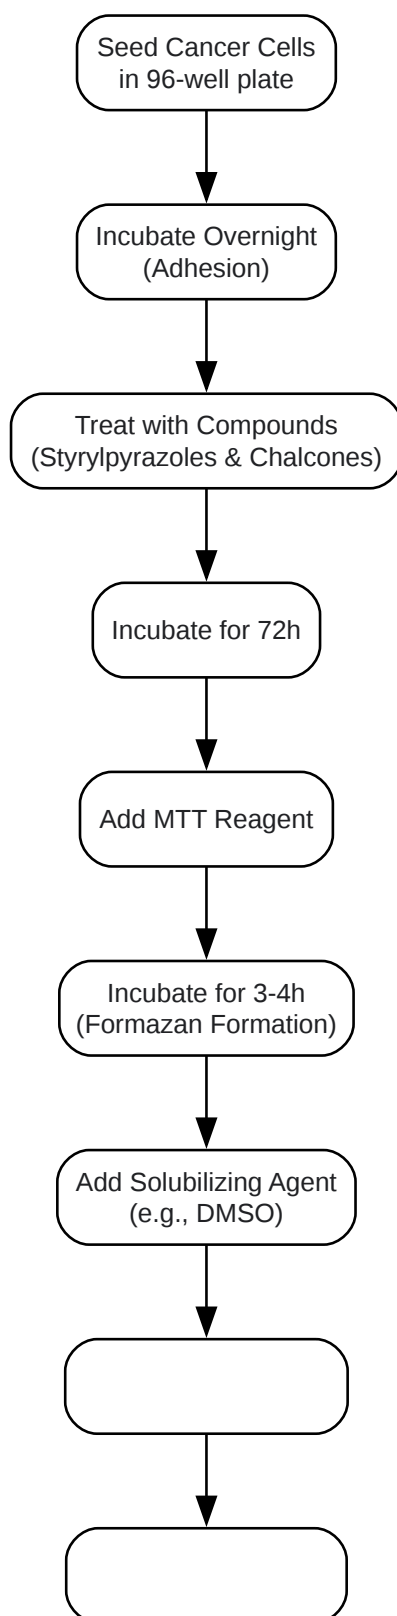 Seed Cancer Cells
in 96-well plate
Incubate Overnight
(Adhesion)
Treat with Compounds
(Styrylpyrazoles & Chalcones)
Incubate for 72h
Add MTT Reagent
Incubate for 3-4h
(Formazan Formation)
Add Solubilizing Agent
(e.g., DMSO)